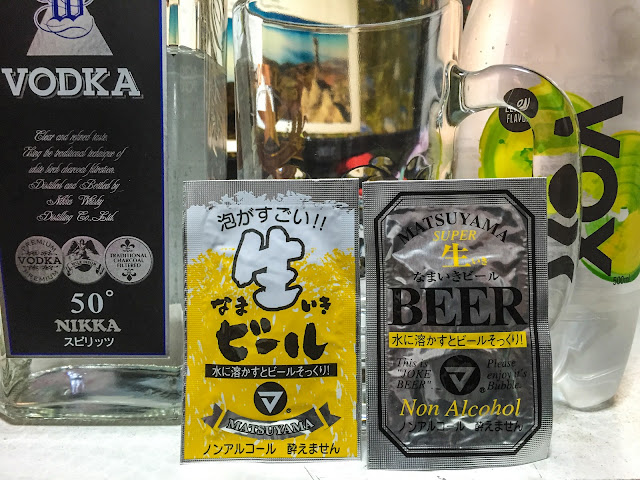 VODKA
Clear and refined taste.
Using the traditional technique of
white birch charcoal filtration.
Distilled and Bottled by
Nikka Whisky
Distilling Co., Ltd.
PREMIUM
VODKA
PREMIUM
TRADITIONAL
CHARCOAL
FILTERED
50°
NIKKA
スピリッツ
泡がすごい!!
生
なま いき
ビール
水に溶かすとビールそっくり!
MATSUYAMA
ノンアルコール 酔えません
MATSUYAMA
SUPER
生いき
なまいきビール
BEER
水に溶かすとビールそっくり!
This is "JOKE BEER".
Please enjoy it's Bubble.
Non Alcohol
ノンアルコール 酔えません
FLAVOR
VOX
500